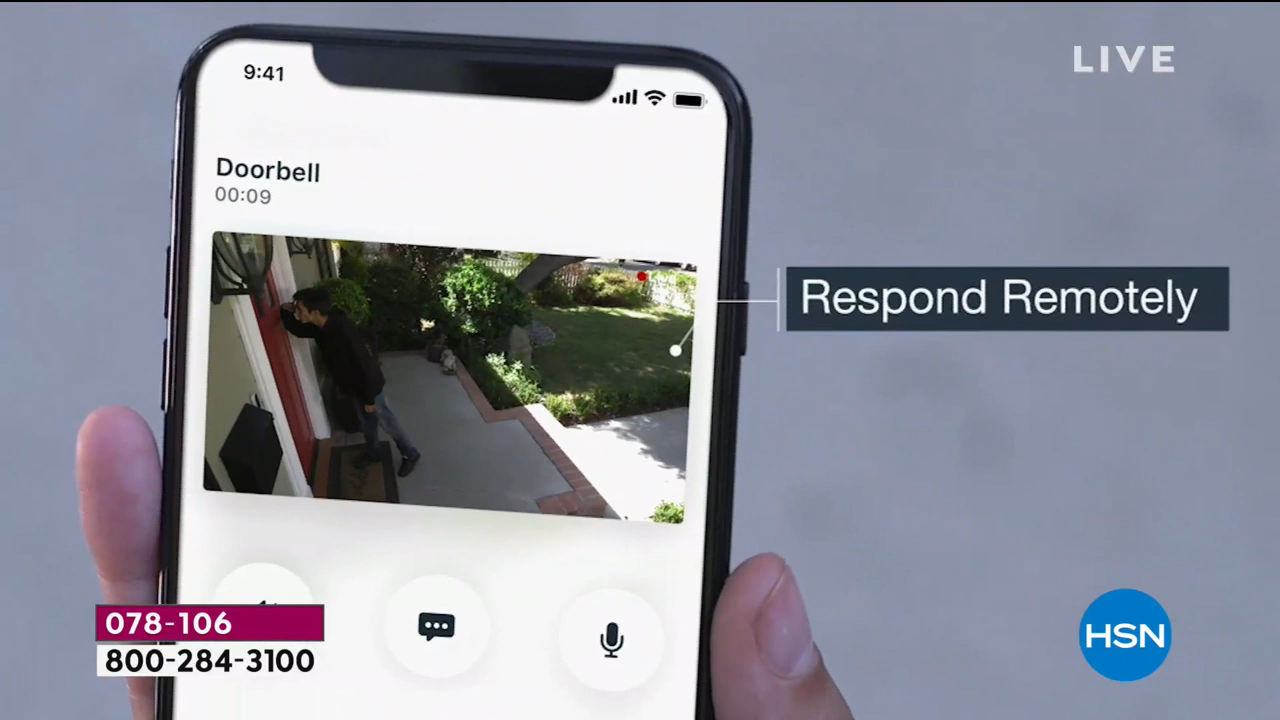 LIVE
9:41
Doorbell
00:09
Respond Remotely
078-106
800-284-3100
HSN